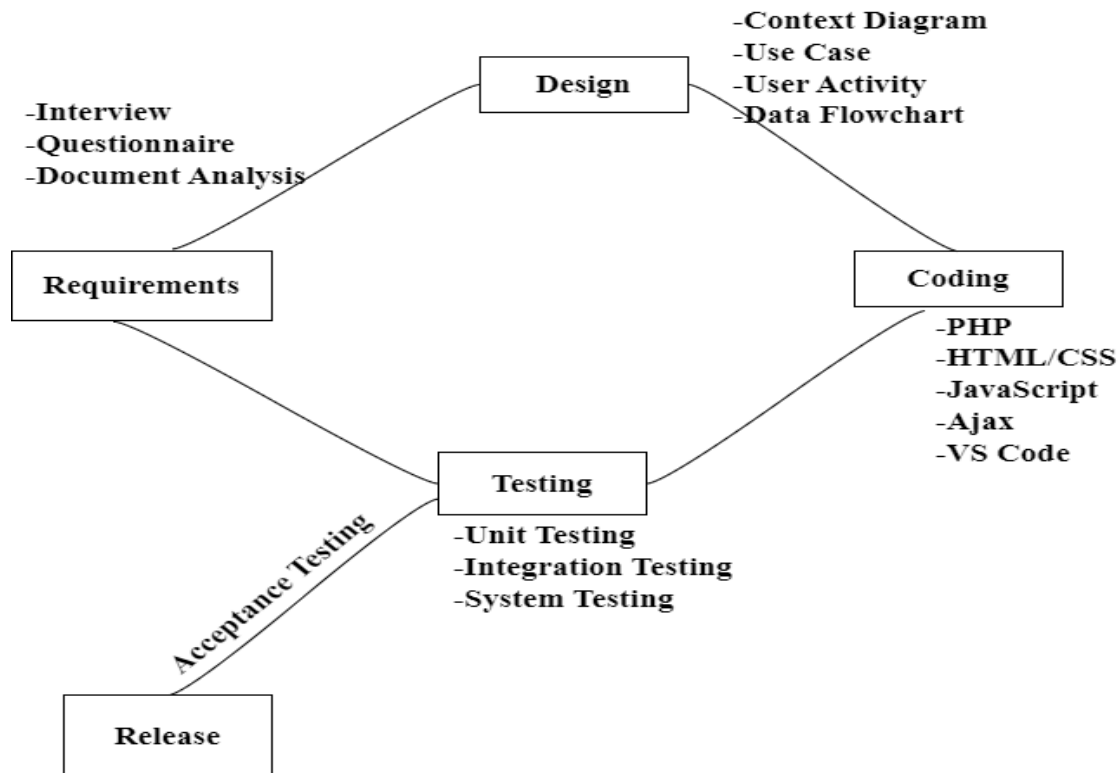 -Context Diagram
-Use Case
-User Activity
-Data Flowchart
Design
-Interview
-Questionnaire
-Document Analysis
Requirements
Coding
-PHP
-HTML/CSS
-JavaScript
-Ajax
-VS Code
Testing
-Unit Testing
-Integration Testing
-System Testing
Acceptance Testing
Release